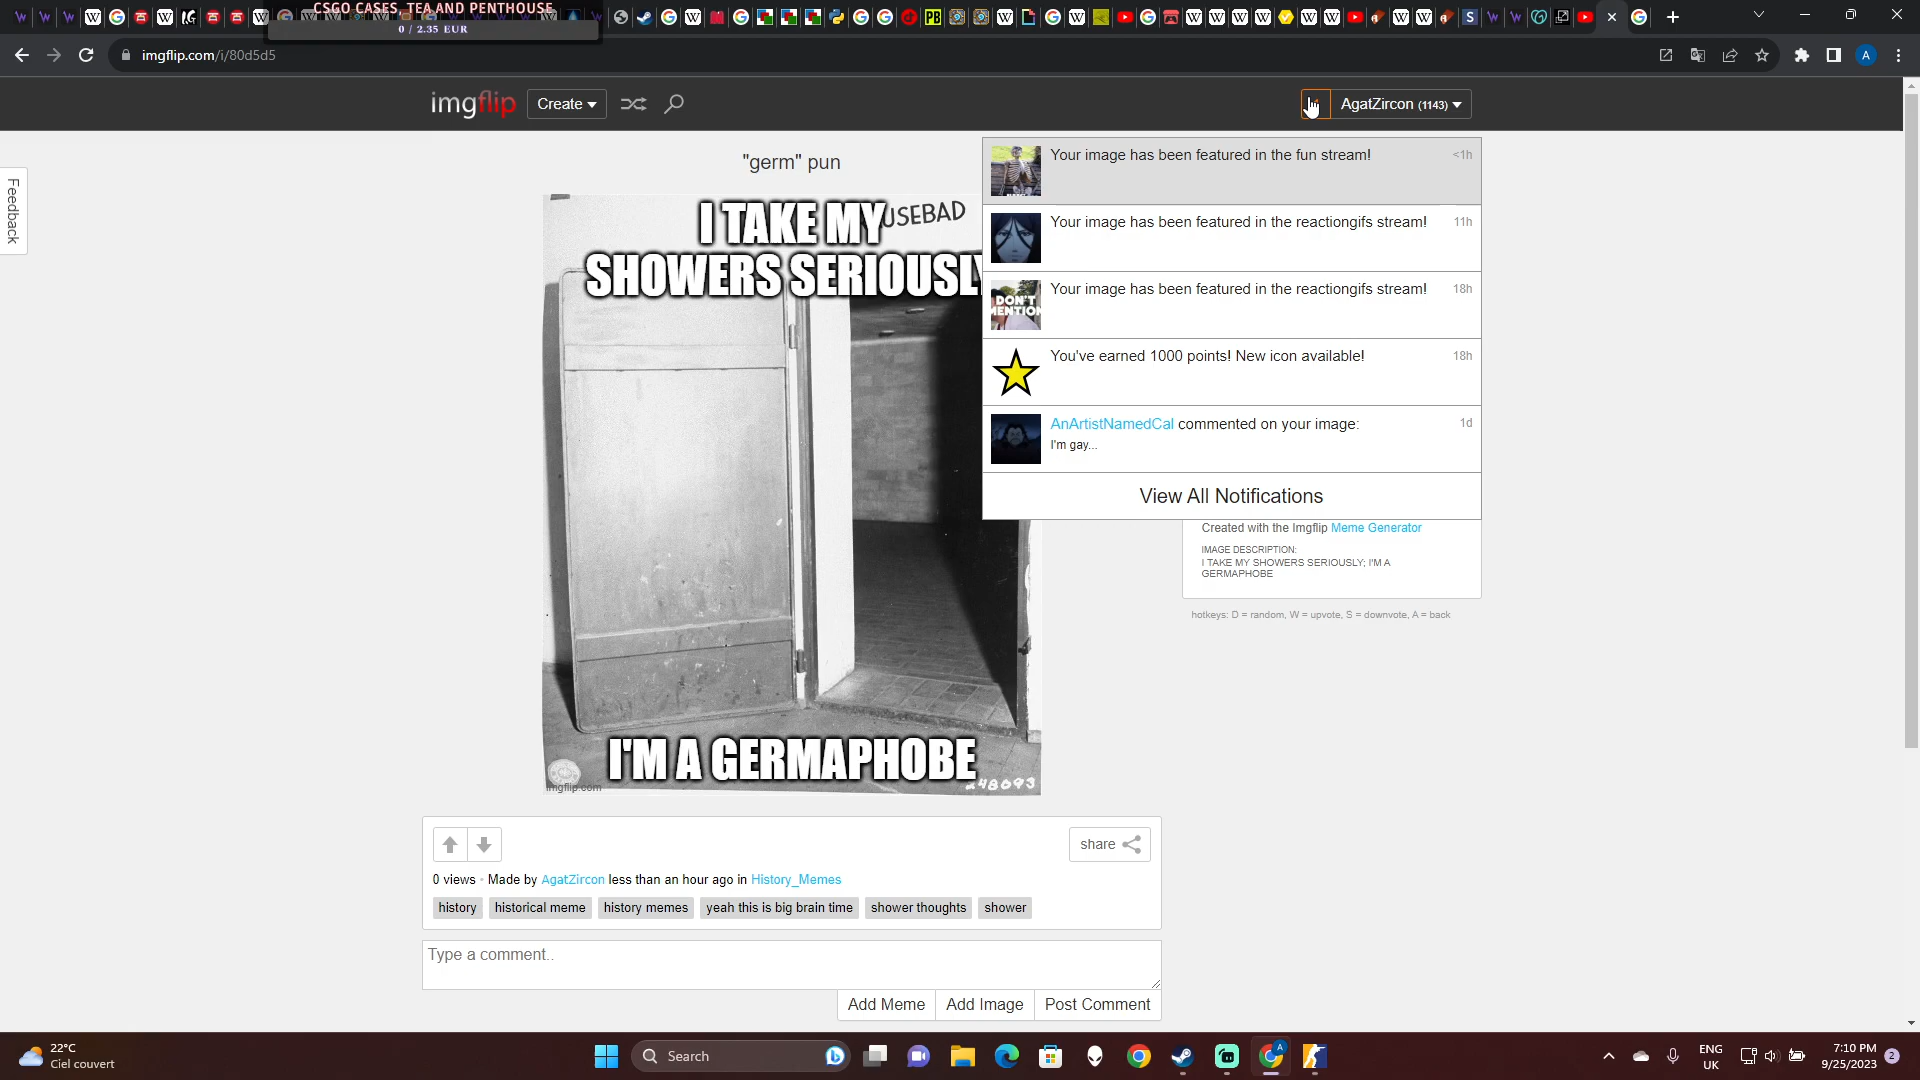 CSGO CASES, TEA AND PENTHOUSE
0 / 2.35 EUR
imgflip.com/i/80d5d5
imgflip
Create
AgatZircon (1143)
Feedback
"germ" pun
USEBAD
I TAKE MY
SHOWERS SERIOUSLY
I'M A GERMAPHOBE
imgflip.com
248093
Your image has been featured in the fun stream!
<1h
Your image has been featured in the reactiongifs stream!
11h
DON'T
MENTION
Your image has been featured in the reactiongifs stream!
18h
You've earned 1000 points! New icon available!
18h
AnArtistNamedCal commented on your image:
1d
I'm gay...
View All Notifications
Created with the Imgflip Meme Generator
IMAGE DESCRIPTION:
I TAKE MY SHOWERS SERIOUSLY; I'M A
GERMAPHOBE
hotkeys: D = random, W = upvote, S = downvote, A = back
share
0 views • Made by AgatZircon less than an hour ago in History_Memes
history historical meme history memes yeah this is big brain time shower thoughts shower
Type a comment..
Add Meme Add Image Post Comment
22°C
Ciel couvert
Search
ENG
UK
7:10 PM
9/25/2023
2